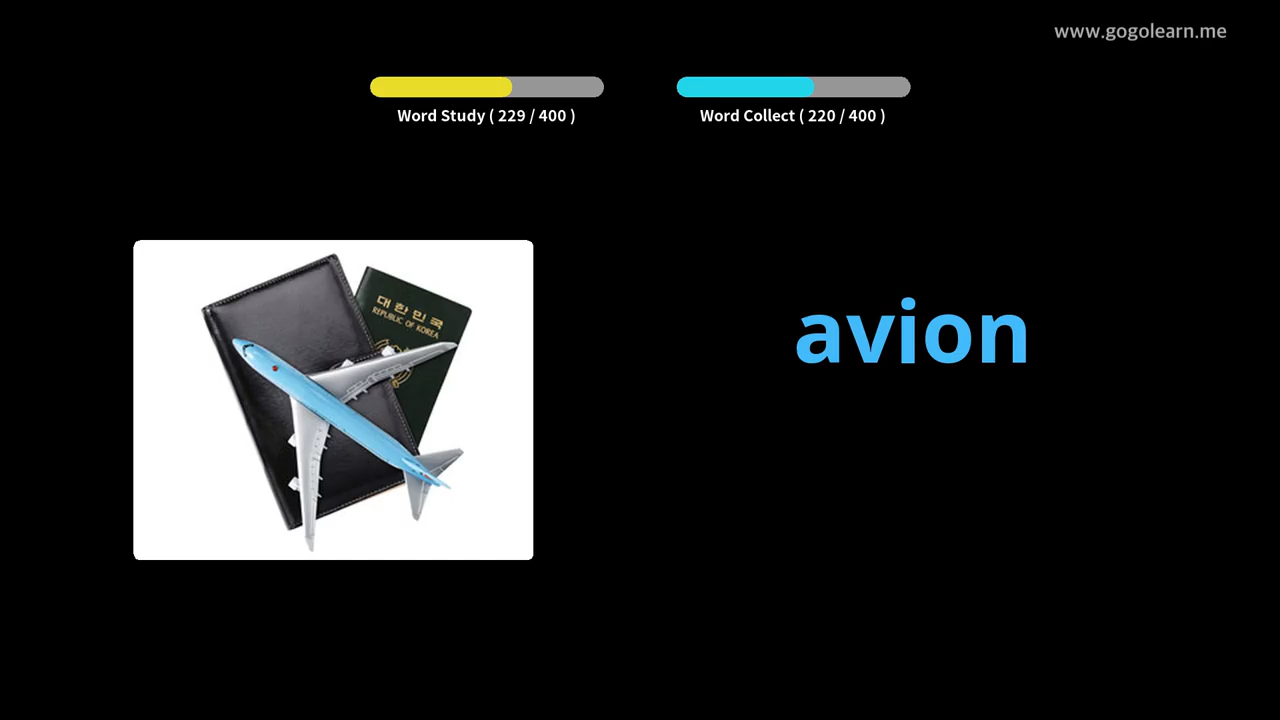 www.gogolearn.me
Word Study ( 229 / 400 )
Word Collect ( 220 / 400 )
대한민국
REPUBLIC OF KOREA
avion